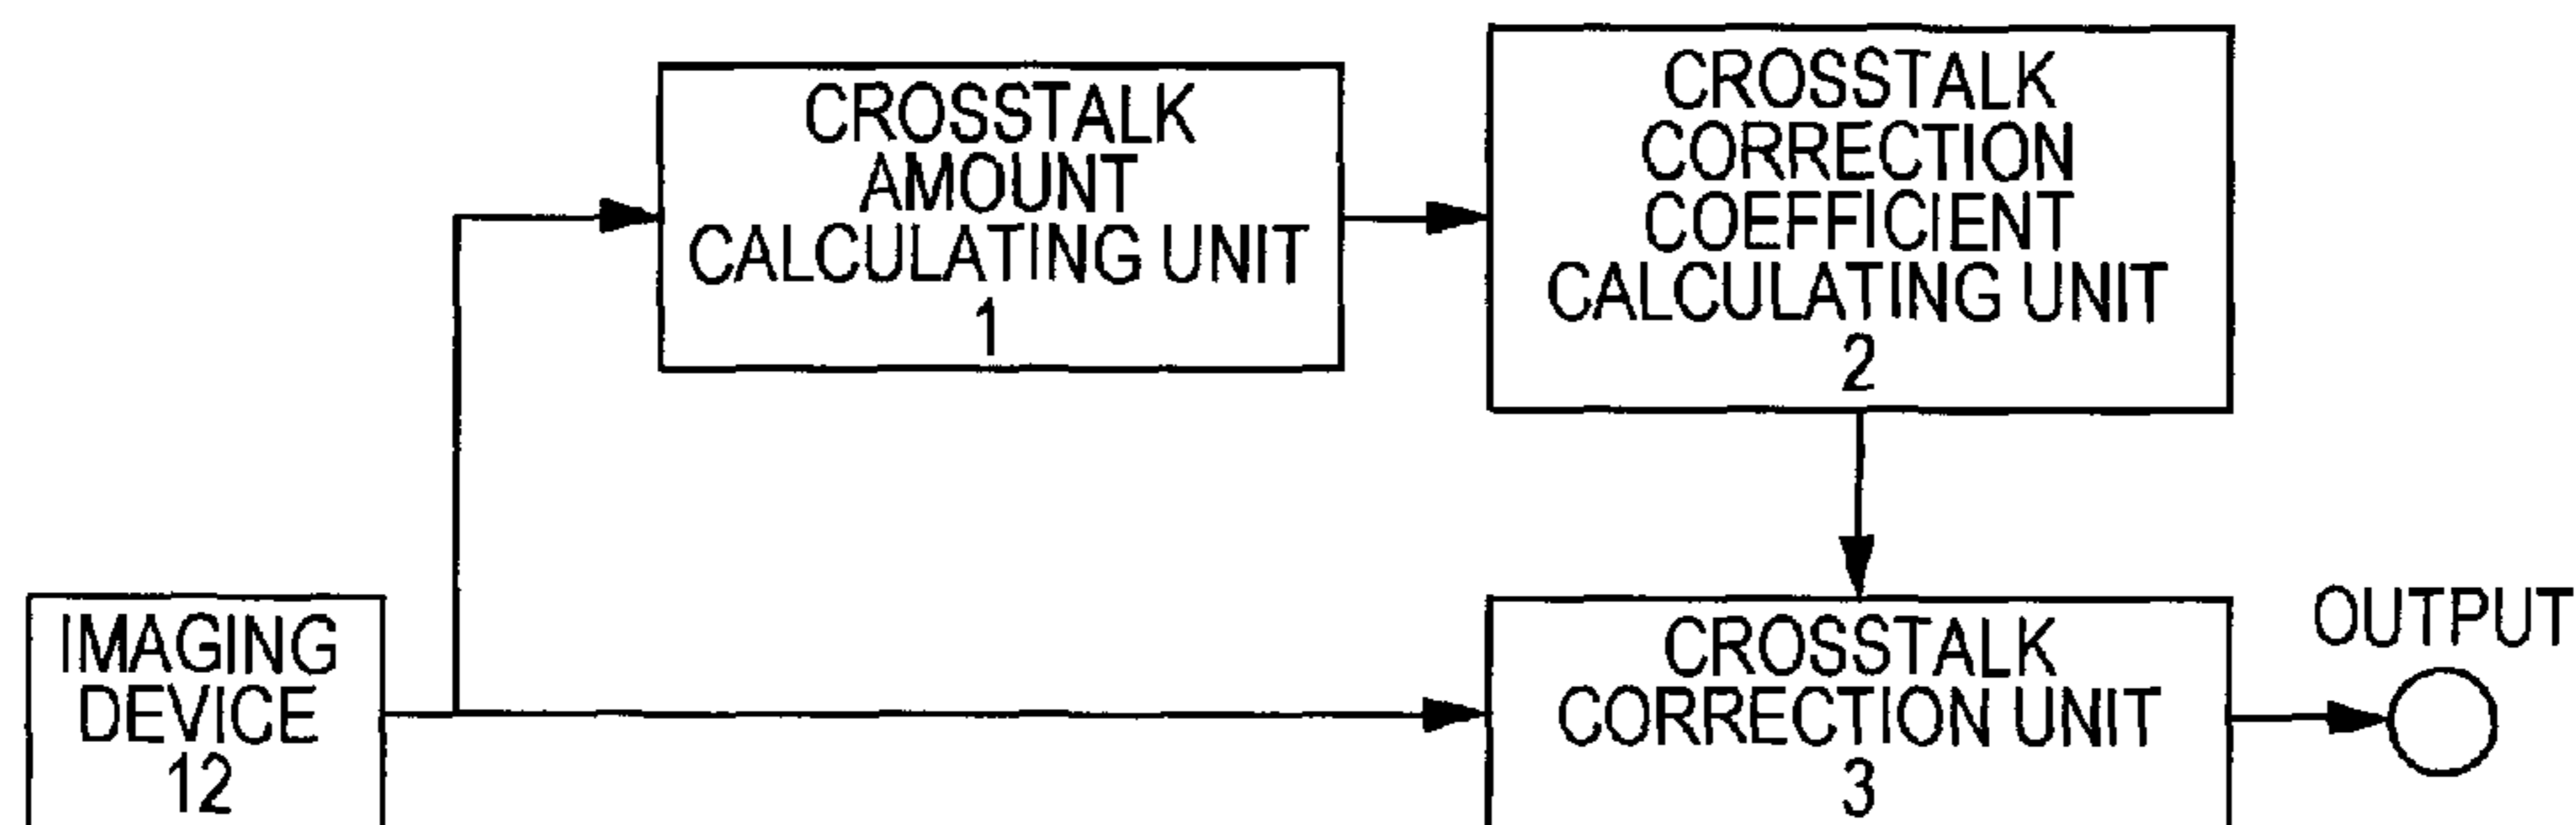 CROSSTALK
AMOUNT
CALCULATING UNIT
1
CROSSTALK
CORRECTION
COEFFICIENT
CALCULATING UNIT
2
IMAGING
DEVICE
12
CROSSTALK
CORRECTION UNIT
3
OUTPUT